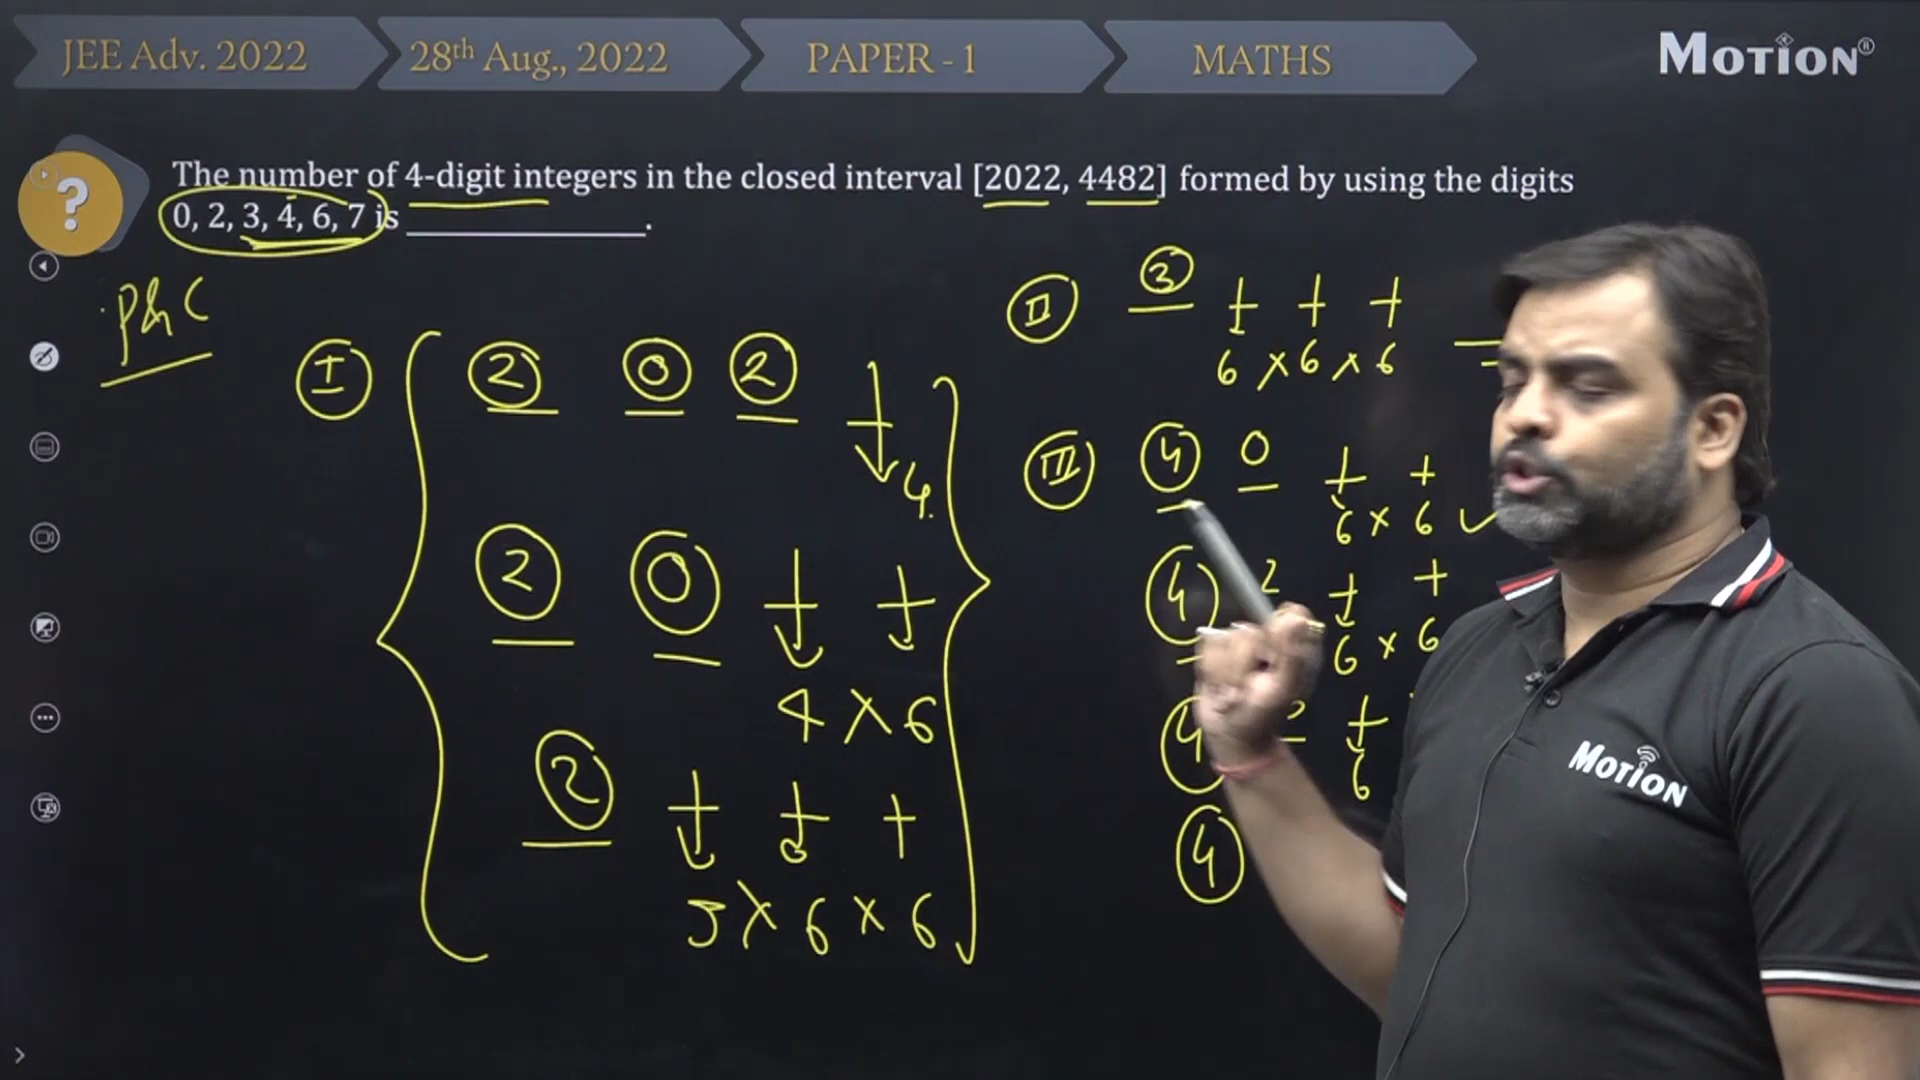 JEE Adv. 2022
28th Aug., 2022
PAPER - 1
MATHS
MOTION®
?
The number of 4-digit integers in the closed interval [2022, 4482] formed by using the digits
0, 2, 3, 4, 6, 7 is __________.
P&C
I
2 0 2
4.
2 0
4 × 6
2
5 × 6 × 6
II 3
6 × 6 × 6
III 4 0
6 × 6 ✓
4 2
6 × 6
4
6
4
MOTION